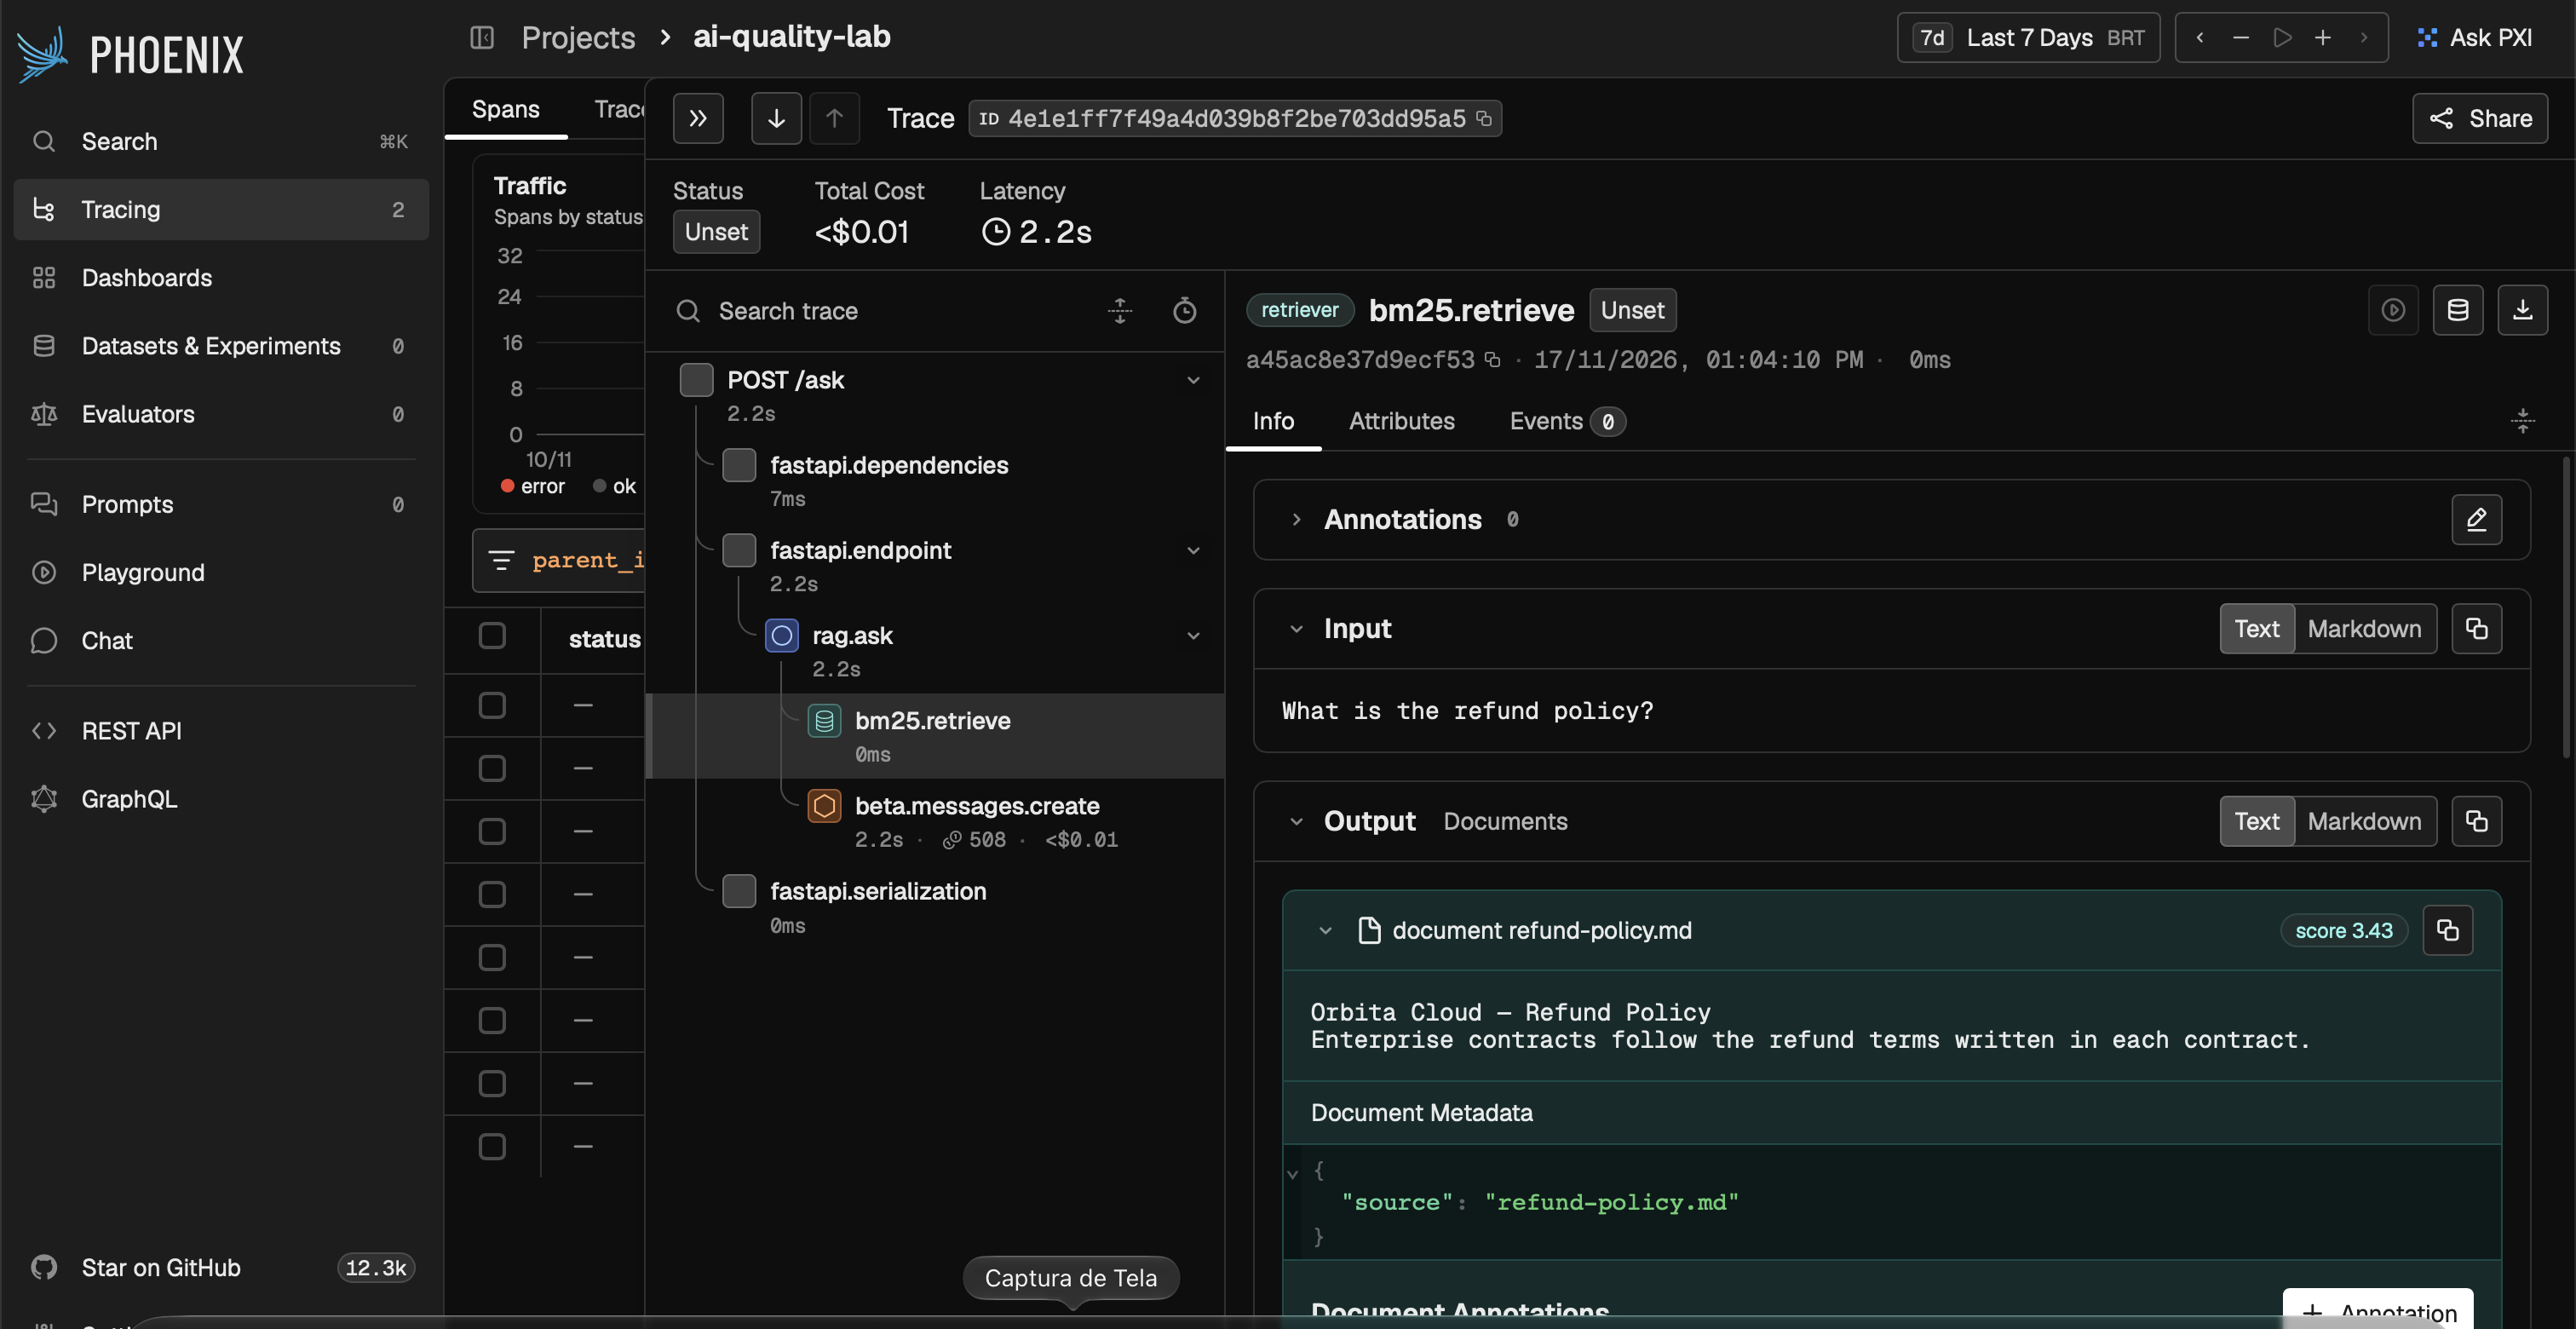 PHOENIX
Search
⌘K
Tracing
2
Dashboards
Datasets & Experiments
0
Evaluators
0
Prompts
0
Playground
Chat
REST API
GraphQL
Star on GitHub
12.3k
Projects › ai-quality-lab
7d Last 7 Days BRT
Ask PXI
Spans
Traffic
Spans by status
32
24
16
8
0
10/11
error
ok
status
Trace
ID 4e1e1ff7f49a4d039b8f2be703dd95a5
Share
Status
Unset
Total Cost
<$0.01
Latency
2.2s
Search trace
POST /ask
2.2s
fastapi.dependencies
7ms
fastapi.endpoint
2.2s
rag.ask
2.2s
bm25.retrieve
0ms
beta.messages.create
2.2s · 508 · <$0.01
fastapi.serialization
0ms
Captura de Tela
retriever
bm25.retrieve
Unset
a45ac8e37d9ecf53 · 17/11/2026, 01:04:10 PM · 0ms
Info
Attributes
Events 0
Annotations 0
Input
Text
Markdown
What is the refund policy?
Output
Documents
Text
Markdown
document refund-policy.md
score 3.43
Orbita Cloud — Refund Policy
Enterprise contracts follow the refund terms written in each contract.
Document Metadata
{
"source": "refund-policy.md"
}
Document Annotations
+ Annotation